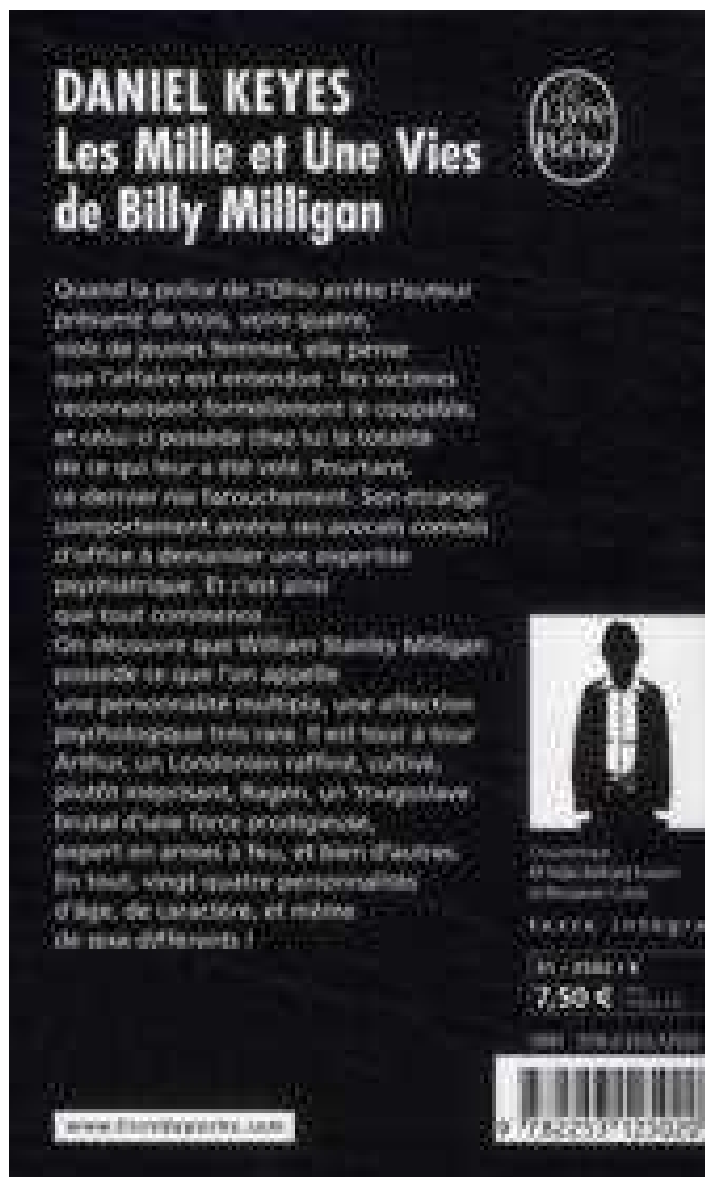 DANIEL KEYES
Les Mille et Une Vies
de Billy Milligan
Le
Livre
de
Poche
Quand la police de l'Ohio arrête l'auteur
présumé de trois, voire quatre,
viols de jeunes femmes, elle pense
que l'affaire est entendue : les victimes
reconnaissent formellement le coupable,
et celui-ci possède chez lui la totalité
de ce qui leur a été volé. Pourtant,
ce dernier nie farouchement. Son étrange
comportement amène ses avocats commis
d'office à demander une expertise
psychiatrique. Et c'est ainsi
que tout commence...
On découvre que William Stanley Milligan
possède ce que l'on appelle
une personnalité multiple, une affection
psychologique très rare. Il est tour à tour
Arthur, un Londonien raffiné, cultivé,
plutôt méprisant, Ragen, un Yougoslave
brutal d'une force prodigieuse,
expert en armes à feu, et bien d'autres.
En tout, vingt-quatre personnalités
d'âge, de caractère, et même
de sexe différents !
Couverture :
texte intégra
7,50 €
www.livredepoche.com